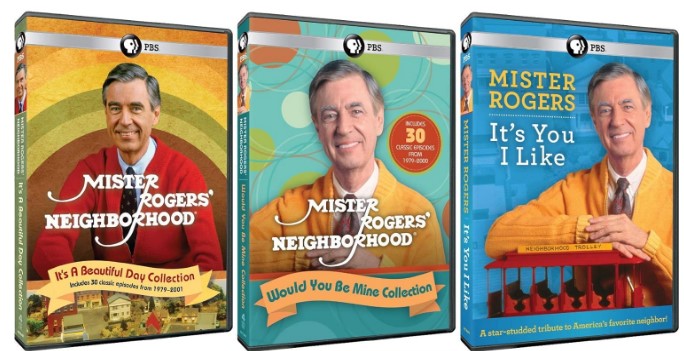 PBS
MISTER ROGERS' NEIGHBORHOOD
It's A Beautiful Day Collection
MISTER
ROGERS'
NEIGHBORHOOD
It's A Beautiful Day Collection
Includes 30 classic episodes from 1979-2001
PBS
MISTER ROGERS' NEIGHBORHOOD
Would You Be Mine Collection
INCLUDES
30
CLASSIC EPISODES
FROM
1979-2000
MISTER
ROGERS'
NEIGHBORHOOD
Would You Be Mine Collection
PBS
MISTER ROGERS
It's You I Like
MISTER
ROGERS
It's You
I Like
NEIGHBORHOOD TROLLEY
A star-studded tribute to America's favorite neighbor!